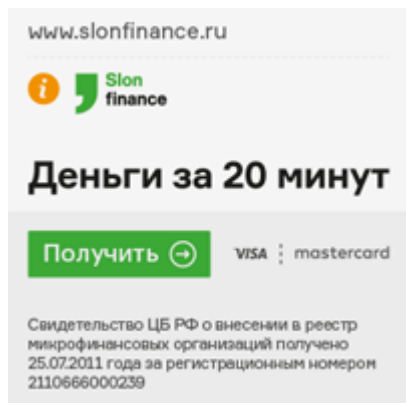 www.slonfinance.ru
Slon
finance
Деньги за 20 минут
Получить
VISA mastercard
Свидетельство ЦБ РФ о внесении в реестр
микрофинансовых организаций получено
25.07.2011 года за регистрационным номером
2110666000239